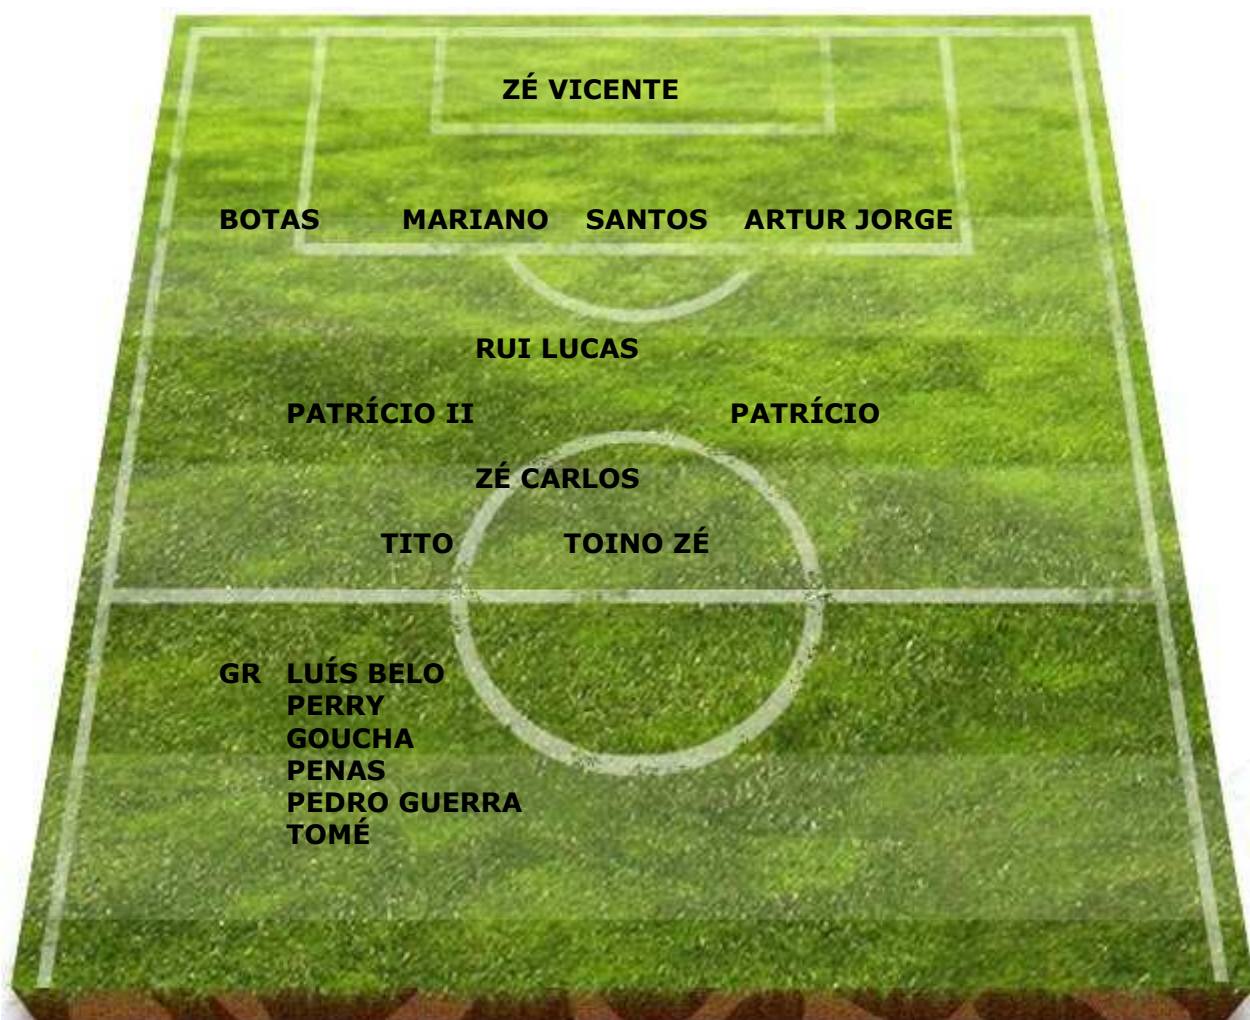 ZÉ VICENTE
BOTAS MARIANO SANTOS ARTUR JORGE
RUI LUCAS
PATRÍCIO II PATRÍCIO
ZÉ CARLOS
TITO TOINO ZÉ
GR LUÍS BELO
PERRY
GOUCHA
PENAS
PEDRO GUERRA
TOMÉ